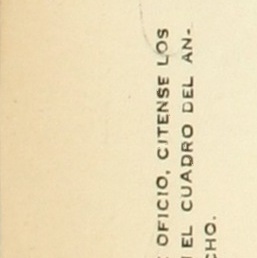 OFICIO, CITENSE LOS
EL CUADRO DEL AN-
CHO.